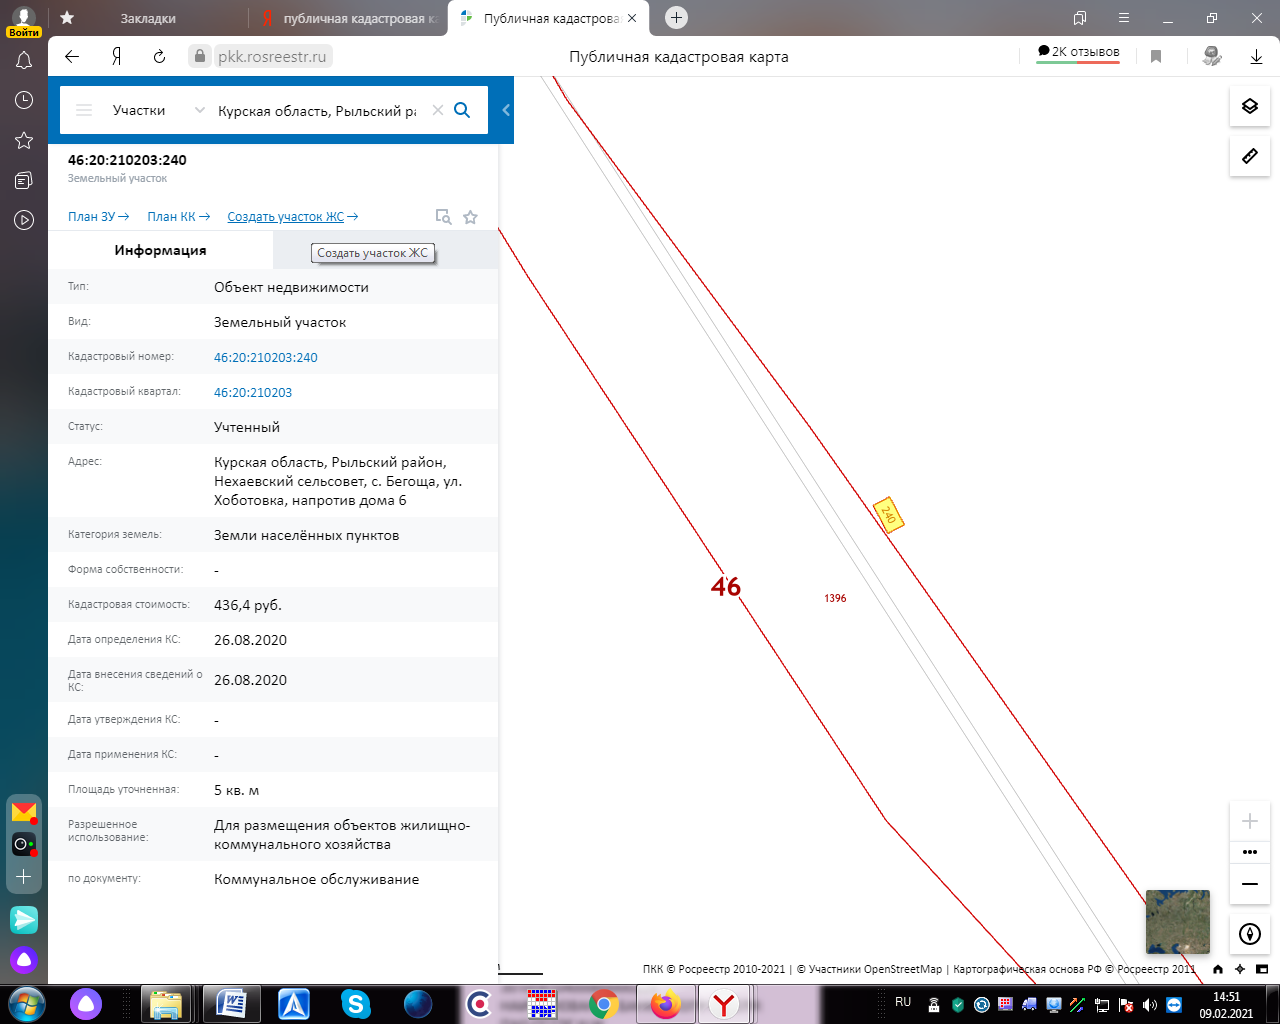 Войти
Закладки
публичная кадастровая ка
Публичная кадастрова
pkk.rosreestr.ru
Публичная кадастровая карта
2К отзывов
Участки
Курская область, Рыльский ра
46:20:210203:240
Земельный участок
План ЗУ →
План КК →
Создать участок ЖС →
Информация
Создать участок ЖС
Тип: Объект недвижимости
Вид: Земельный участок
Кадастровый номер: 46:20:210203:240
Кадастровый квартал: 46:20:210203
Статус: Учтенный
Адрес: Курская область, Рыльский район,
Нехаевский сельсовет, с. Бегоща, ул.
Хоботовка, напротив дома 6
Категория земель: Земли населённых пунктов
Форма собственности: -
Кадастровая стоимость: 436,4 руб.
Дата определения КС: 26.08.2020
Дата внесения сведений о
КС: 26.08.2020
Дата утверждения КС: -
Дата применения КС: -
Площадь уточненная: 5 кв. м
Разрешенное
использование:
Для размещения объектов жилищно-
коммунального хозяйства
по документу: Коммунальное обслуживание
240
46
1396
ПКК © Росреестр 2010-2021 | © Участники OpenStreetMap | Картографическая основа РФ © Росреестр 2011
RU
14:51
09.02.2021